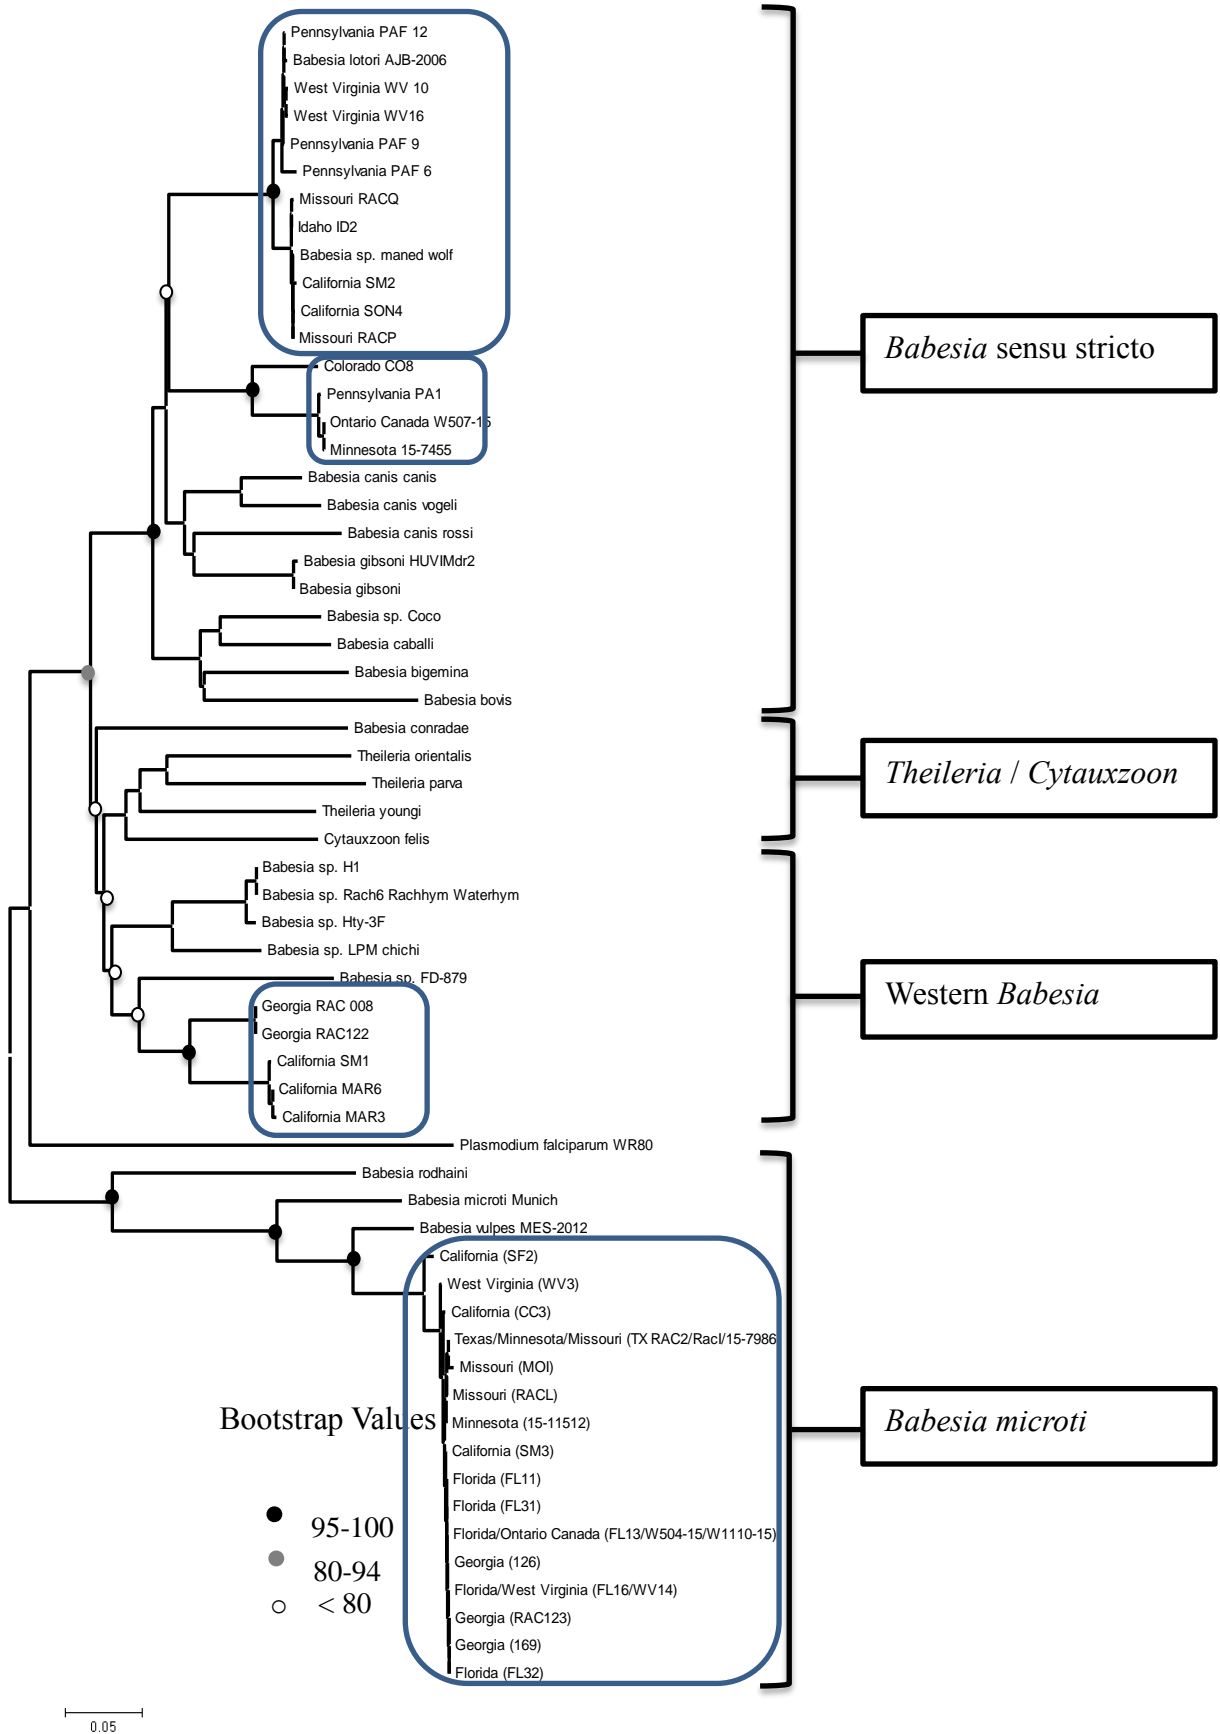 Pennsylvania PAF 12
Babesia lotori AJB-2006
West Virginia WV 10
West Virginia WV16
Pennsylvania PAF 9
Pennsylvania PAF 6
Missouri RACQ
Idaho ID2
Babesia sp. maned wolf
California SM2
California SON4
Missouri RACP
Babesia sensu stricto
Colorado CO8
Pennsylvania PA1
Ontario Canada W507-15
Minnesota 15-7455
Babesia canis canis
Babesia canis vogeli
Babesia canis rossi
Babesia gibsoni HUVIMdr2
Babesia gibsoni
Babesia sp. Coco
Babesia caballi
Babesia bigemina
Babesia bovis
Babesia conradae
Theileria orientalis
Theileria / Cytauxzoon
Theileria parva
Theileria youngi
Cytauxzoon felis
Babesia sp. H1
Babesia sp. Rach6 Rachhym Waterhym
Babesia sp. Hty-3F
Babesia sp. LPM chichi
Babesia sp. FD-879
Western Babesia
Georgia RAC 008
Georgia RAC122
California SM1
California MAR6
California MAR3
Plasmodium falciparum WR80
Babesia rodhaini
Babesia microti Munich
Babesia vulpes MES-2012
California (SF2)
West Virginia (WV3)
California (CC3)
Texas/Minnesota/Missouri (TX RAC2/RacI/15-7986
Missouri (MOI)
Missouri (RACL)
Minnesota (15-11512)
Babesia microti
California (SM3)
Florida (FL11)
Florida (FL31)
Florida/Ontario Canada (FL13/W504-15/W1110-15)
Georgia (126)
Florida/West Virginia (FL16/WV14)
Georgia (RAC123)
Georgia (169)
Florida (FL32)
Bootstrap Values
95-100
80-94
< 80
0.05